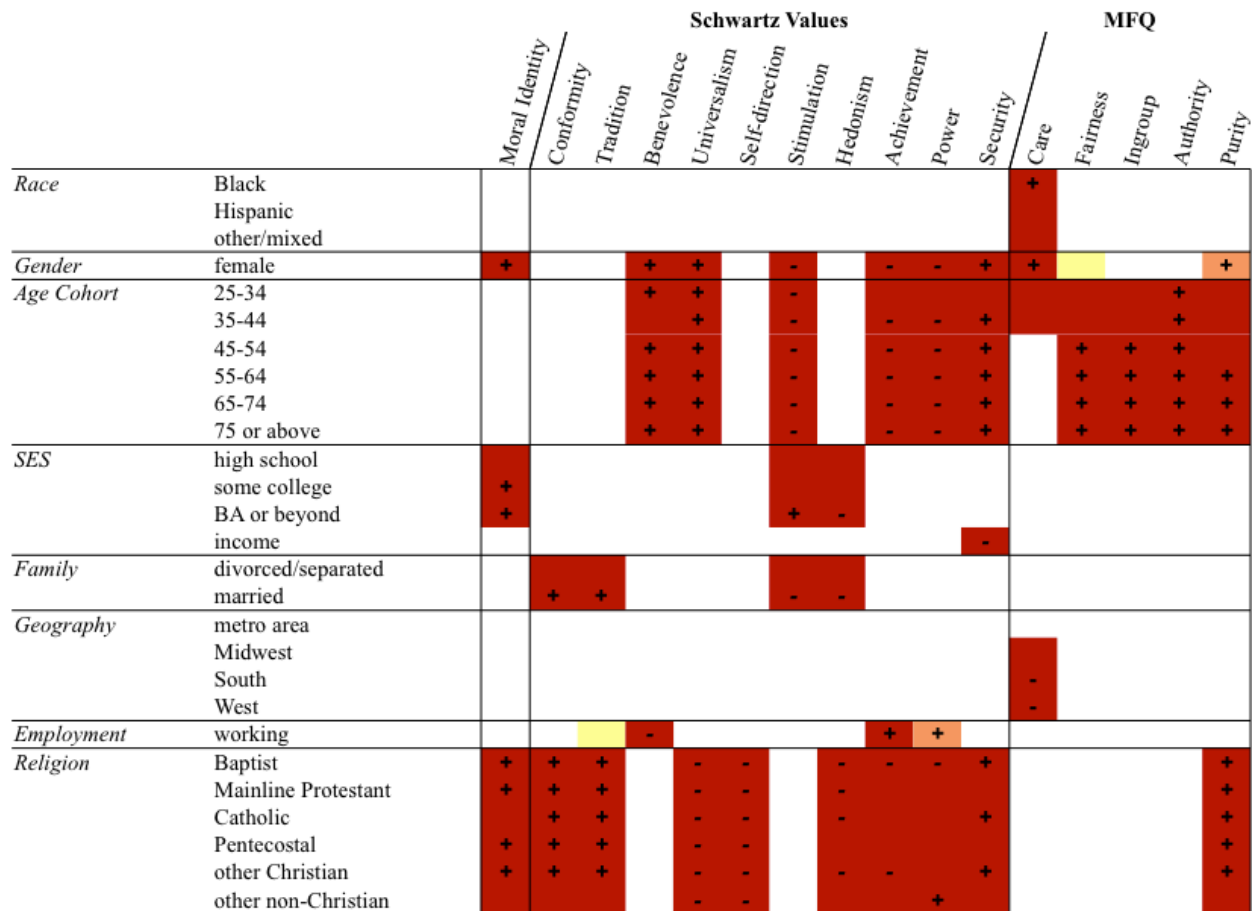 Schwartz Values MFQ
Moral Identity
Conformity
Tradition
Benevolence
Universalism
Self-direction
Stimulation
Hedonism
Achievement
Power
Security
Care
Fairness
Ingroup
Authority
Purity
Race Black +
Hispanic
other/mixed
Gender female + + + - - - + + +
Age Cohort 25-34 + + - +
35-44 + - - - + +
45-54 + + - - - + + + +
55-64 + + - - - + + + + +
65-74 + + - - - + + + + +
75 or above + + - - - + + + + +
SES high school
some college +
BA or beyond + + -
income -
Family divorced/separated
married + + - -
Geography metro area
Midwest
South -
West -
Employment working - + +
Religion Baptist + + + - - - - - + +
Mainline Protestant + + + - - - +
Catholic + + - - - + +
Pentecostal + + + - - +
other Christian + + + - - - - + +
other non-Christian - - +